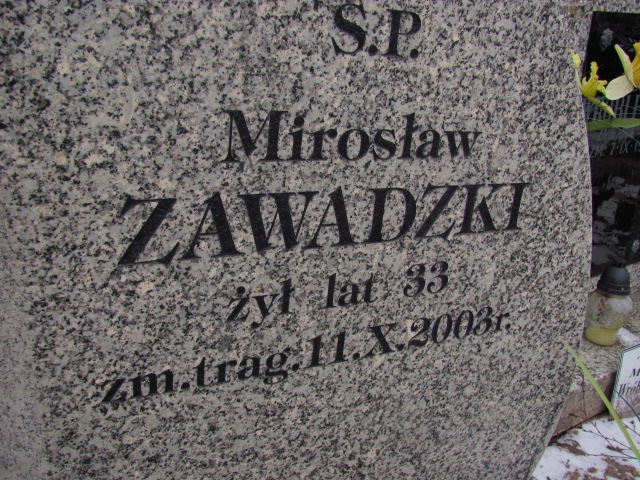 Ś.P.
Mirosław
ZAWADZKI
żył lat 33
zm.trag.11.X.2003r.